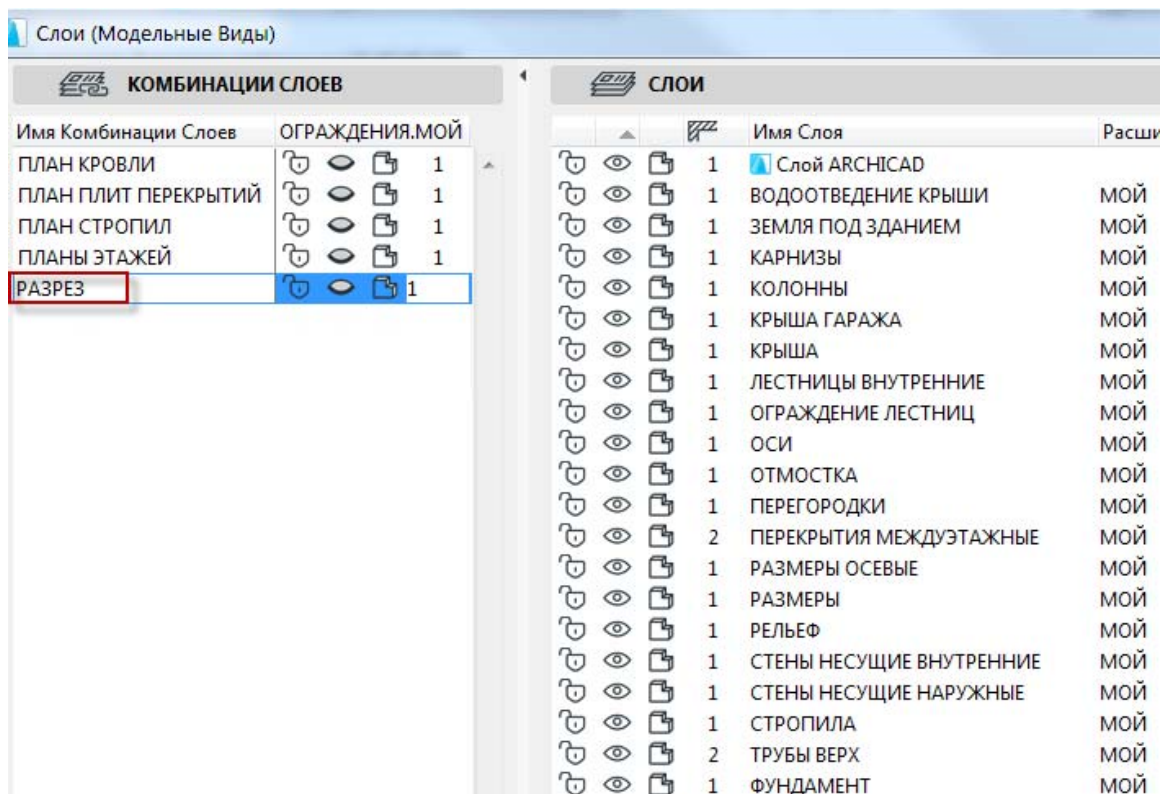 Слои (Модельные Виды)
КОМБИНАЦИИ СЛОЕВ
Имя Комбинации Слоев ОГРАЖДЕНИЯ.МОЙ
ПЛАН КРОВЛИ 1
ПЛАН ПЛИТ ПЕРЕКРЫТИЙ 1
ПЛАН СТРОПИЛ 1
ПЛАНЫ ЭТАЖЕЙ 1
РАЗРЕЗ 1
СЛОИ
Имя Слоя Расши
1 Слой ARCHICAD
1 ВОДООТВЕДЕНИЕ КРЫШИ МОЙ
1 ЗЕМЛЯ ПОД ЗДАНИЕМ МОЙ
1 КАРНИЗЫ МОЙ
1 КОЛОННЫ МОЙ
1 КРЫША ГАРАЖА МОЙ
1 КРЫША МОЙ
1 ЛЕСТНИЦЫ ВНУТРЕННИЕ МОЙ
1 ОГРАЖДЕНИЕ ЛЕСТНИЦ МОЙ
1 ОСИ МОЙ
1 ОТМОСТКА МОЙ
1 ПЕРЕГОРОДКИ МОЙ
2 ПЕРЕКРЫТИЯ МЕЖДУЭТАЖНЫЕ МОЙ
1 РАЗМЕРЫ ОСЕВЫЕ МОЙ
1 РАЗМЕРЫ МОЙ
1 РЕЛЬЕФ МОЙ
1 СТЕНЫ НЕСУЩИЕ ВНУТРЕННИЕ МОЙ
1 СТЕНЫ НЕСУЩИЕ НАРУЖНЫЕ МОЙ
1 СТРОПИЛА МОЙ
2 ТРУБЫ ВЕРХ МОЙ
1 ФУНДАМЕНТ МОЙ